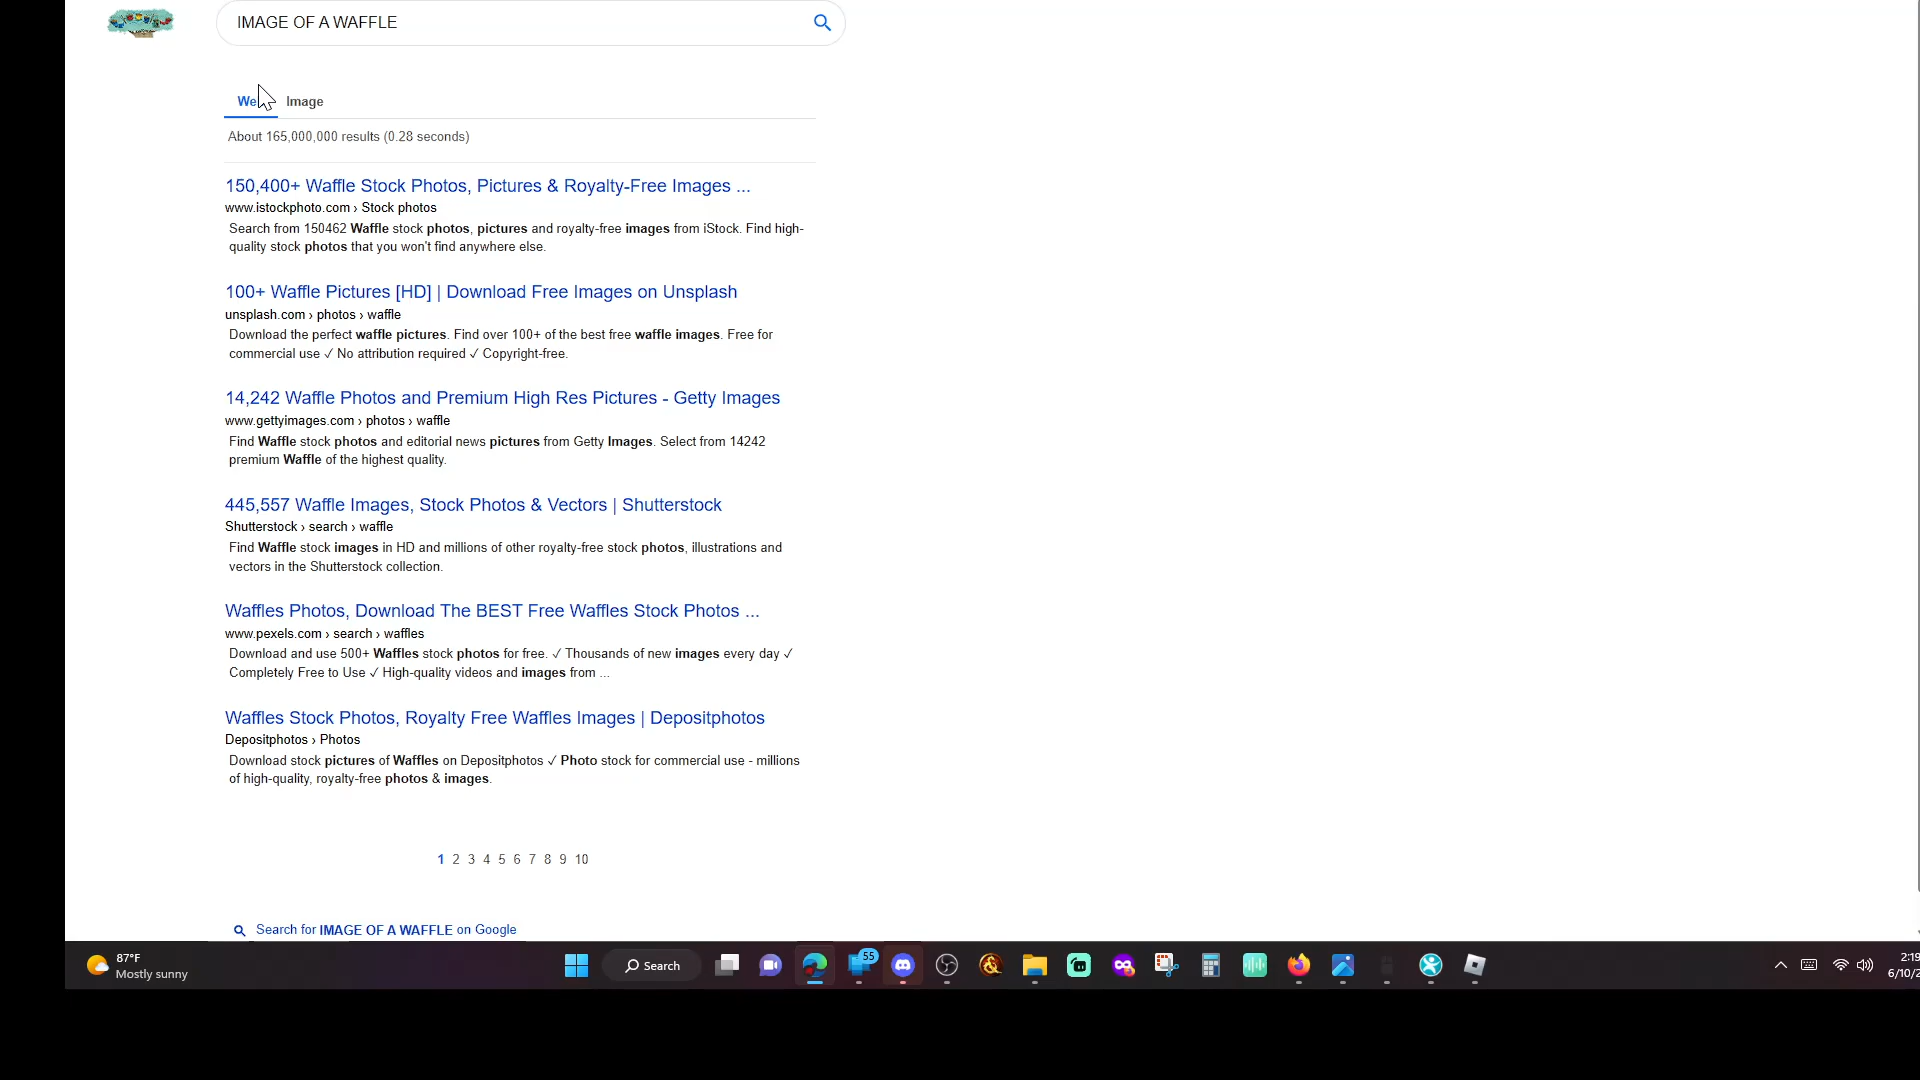 IMAGE OF A WAFFLE
We Image
About 165,000,000 results (0.28 seconds)
150,400+ Waffle Stock Photos, Pictures & Royalty-Free Images ...
www.istockphoto.com › Stock photos
Search from 150462 Waffle stock photos, pictures and royalty-free images from iStock. Find high-
quality stock photos that you won't find anywhere else.
100+ Waffle Pictures [HD] | Download Free Images on Unsplash
unsplash.com › photos › waffle
Download the perfect waffle pictures. Find over 100+ of the best free waffle images. Free for
commercial use ✓ No attribution required ✓ Copyright-free.
14,242 Waffle Photos and Premium High Res Pictures - Getty Images
www.gettyimages.com › photos › waffle
Find Waffle stock photos and editorial news pictures from Getty Images. Select from 14242
premium Waffle of the highest quality.
445,557 Waffle Images, Stock Photos & Vectors | Shutterstock
Shutterstock › search › waffle
Find Waffle stock images in HD and millions of other royalty-free stock photos, illustrations and
vectors in the Shutterstock collection.
Waffles Photos, Download The BEST Free Waffles Stock Photos ...
www.pexels.com › search › waffles
Download and use 500+ Waffles stock photos for free. ✓ Thousands of new images every day ✓
Completely Free to Use ✓ High-quality videos and images from ...
Waffles Stock Photos, Royalty Free Waffles Images | Depositphotos
Depositphotos › Photos
Download stock pictures of Waffles on Depositphotos ✓ Photo stock for commercial use - millions
of high-quality, royalty-free photos & images.
1 2 3 4 5 6 7 8 9 10
Search for IMAGE OF A WAFFLE on Google
87°F
Mostly sunny
Search
55
2:19
6/10/2